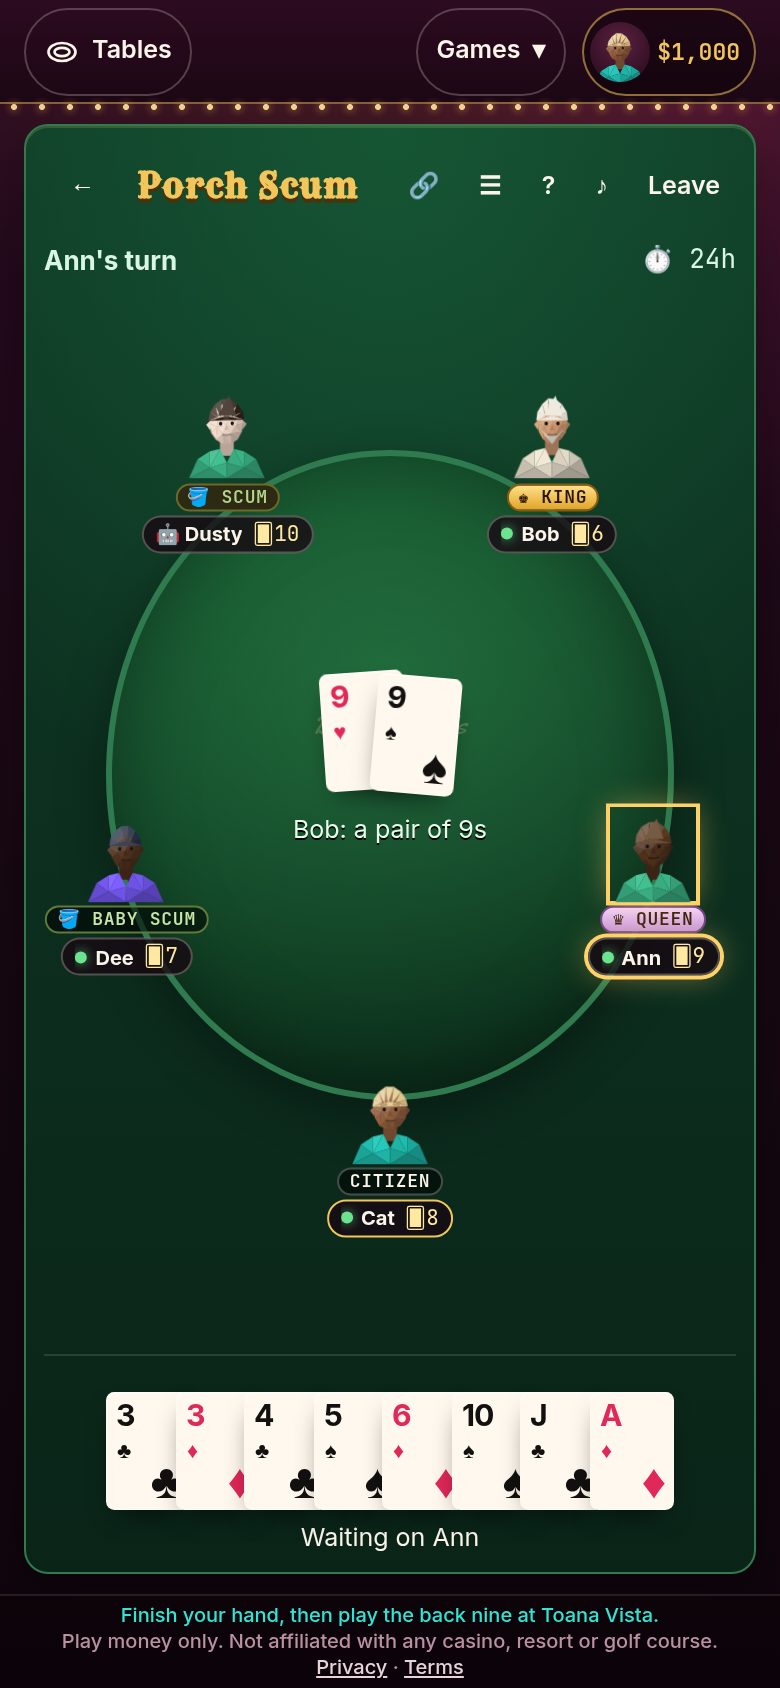 Tables
Games ▼
$1,000
← Porch Scum 🔗 ☰ ? ♪ Leave
Ann's turn
⏱️ 24h
🪣 SCUM
♚ KING
🤖 Dusty 10
Bob 6
9 ♥
9 ♠
Bob: a pair of 9s
🪣 BABY SCUM
♛ QUEEN
Dee 7
Ann 9
CITIZEN
Cat 8
3 3 4 5 6 10 J A
♣ ♦ ♣ ♠ ♦ ♠ ♣ ♦
Waiting on Ann
Finish your hand, then play the back nine at Toana Vista.
Play money only. Not affiliated with any casino, resort or golf course.
Privacy · Terms